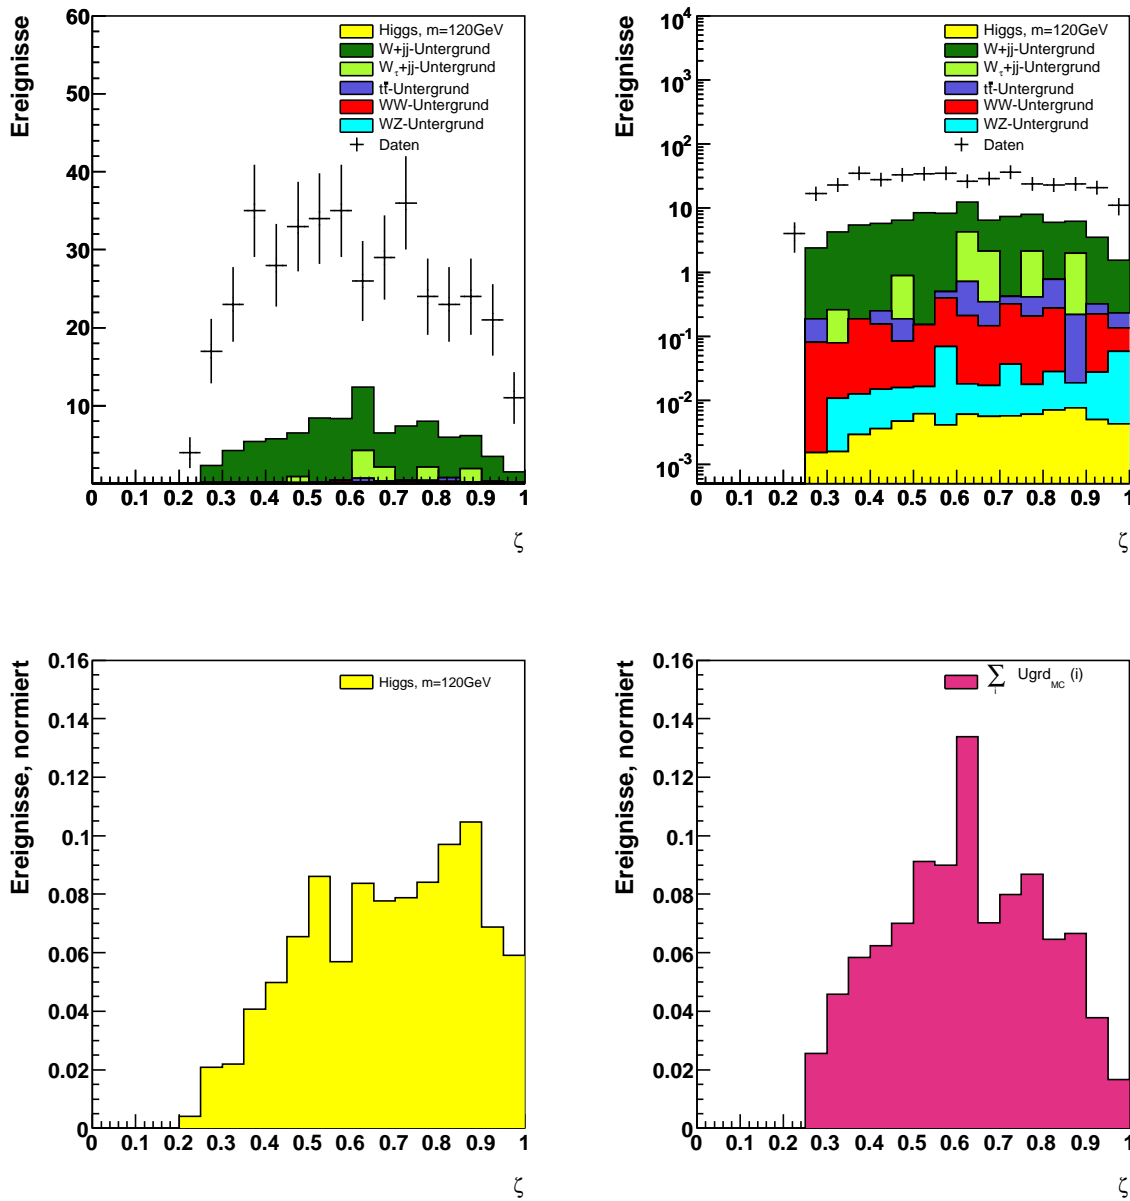 Ereignisse
60
50
40
30
20
10
0 0.1 0.2 0.3 0.4 0.5 0.6 0.7 0.8 0.9 1
ζ
Higgs, m=120GeV
W+jj-Untergrund
Wτ+jj-Untergrund
tt̄-Untergrund
WW-Untergrund
WZ-Untergrund
Daten
Ereignisse
10^4
10^3
10^2
10
1
10^-1
10^-2
10^-3
0 0.1 0.2 0.3 0.4 0.5 0.6 0.7 0.8 0.9 1
ζ
Higgs, m=120GeV
W+jj-Untergrund
Wτ+jj-Untergrund
tt̄-Untergrund
WW-Untergrund
WZ-Untergrund
Daten
Ereignisse, normiert
0.16
0.14
0.12
0.1
0.08
0.06
0.04
0.02
0
0 0.1 0.2 0.3 0.4 0.5 0.6 0.7 0.8 0.9 1
ζ
Higgs, m=120GeV
Ereignisse, normiert
0.16
0.14
0.12
0.1
0.08
0.06
0.04
0.02
0
0 0.1 0.2 0.3 0.4 0.5 0.6 0.7 0.8 0.9 1
ζ
∑i Ugrd_MC (i)